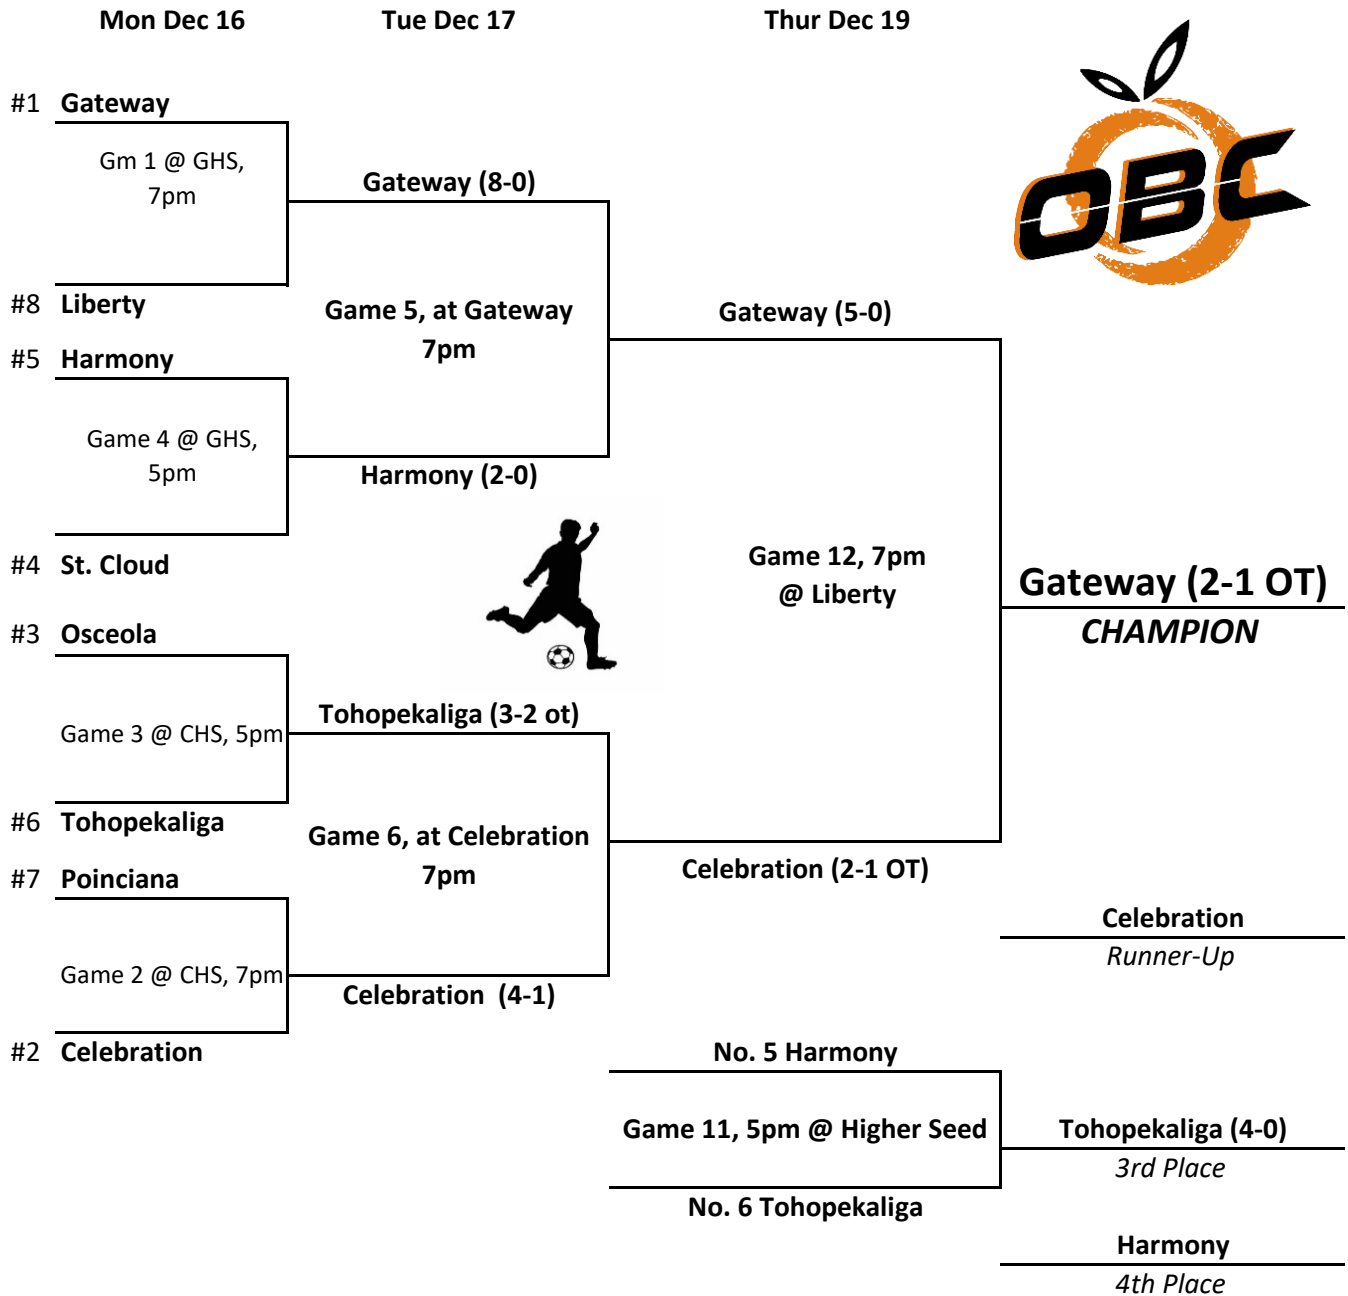 Mon Dec 16
Tue Dec 17
Thur Dec 19
OBC
#1 Gateway
Gm 1 @ GHS,
7pm
Gateway (8-0)
#8 Liberty
Game 5, at Gateway
7pm
Gateway (5-0)
#5 Harmony
Game 4 @ GHS,
5pm
Harmony (2-0)
#4 St. Cloud
Game 12, 7pm
@ Liberty
Gateway (2-1 OT)
CHAMPION
#3 Osceola
Game 3 @ CHS, 5pm
Tohopekaliga (3-2 ot)
#6 Tohopekaliga
Game 6, at Celebration
7pm
Celebration (2-1 OT)
#7 Poinciana
Game 2 @ CHS, 7pm
Celebration  (4-1)
#2 Celebration
Celebration
Runner-Up
No. 5 Harmony
Game 11, 5pm @ Higher Seed
No. 6 Tohopekaliga
Tohopekaliga (4-0)
3rd Place
Harmony
4th Place